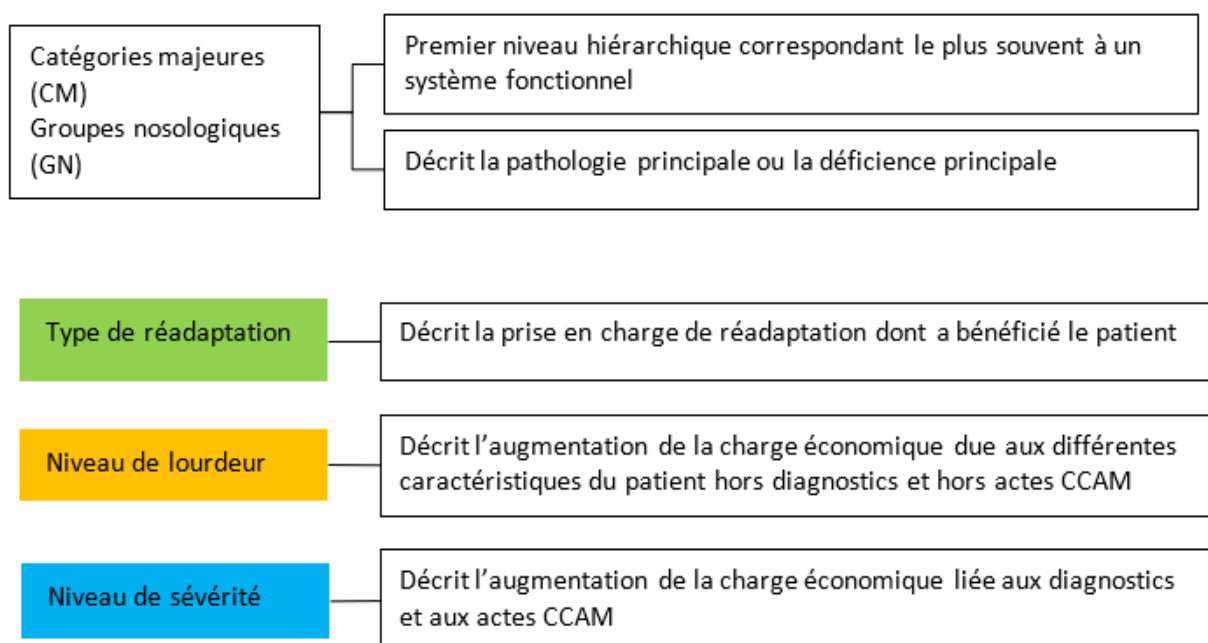 Catégories majeures
(CM)
Groupes nosologiques
(GN)
Premier niveau hiérarchique correspondant le plus souvent à un
système fonctionnel
Décrit la pathologie principale ou la déficience principale
Type de réadaptation
Décrit la prise en charge de réadaptation dont a bénéficié le patient
Niveau de lourdeur
Décrit l’augmentation de la charge économique due aux différentes
caractéristiques du patient hors diagnostics et hors actes CCAM
Niveau de sévérité
Décrit l’augmentation de la charge économique liée aux diagnostics
et aux actes CCAM